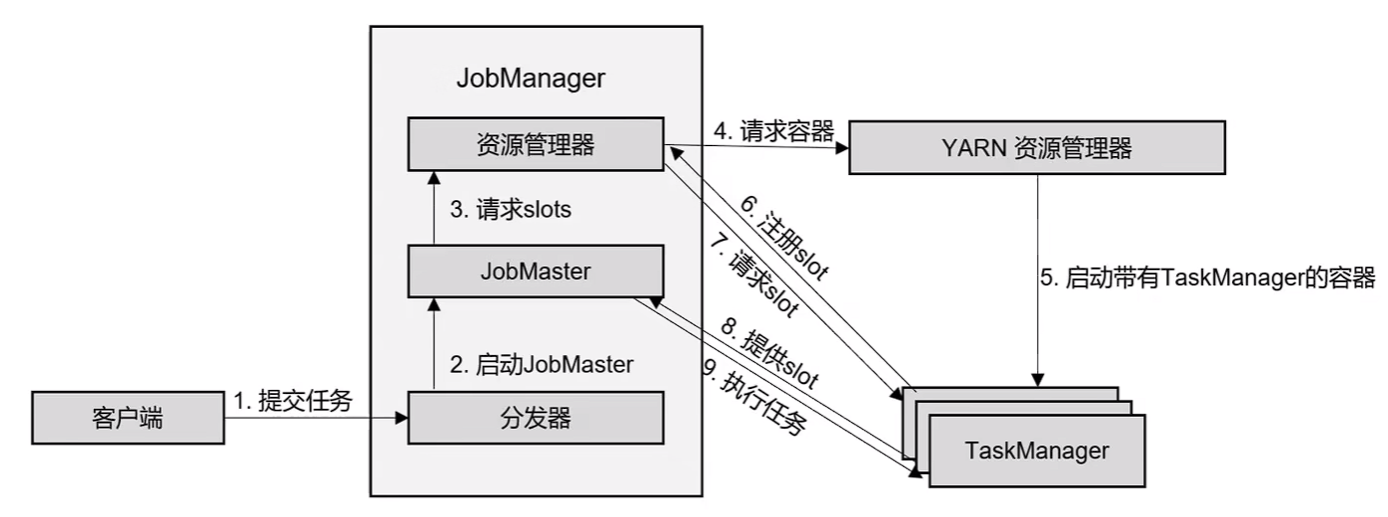 JobManager
资源管理器
4. 请求容器
YARN 资源管理器
3. 请求slots
6. 注册slot
7. 请求slot
JobMaster
5. 启动带有TaskManager的容器
8. 提供slot
9. 执行任务
2. 启动JobMaster
1. 提交任务
客户端
分发器
TaskManager